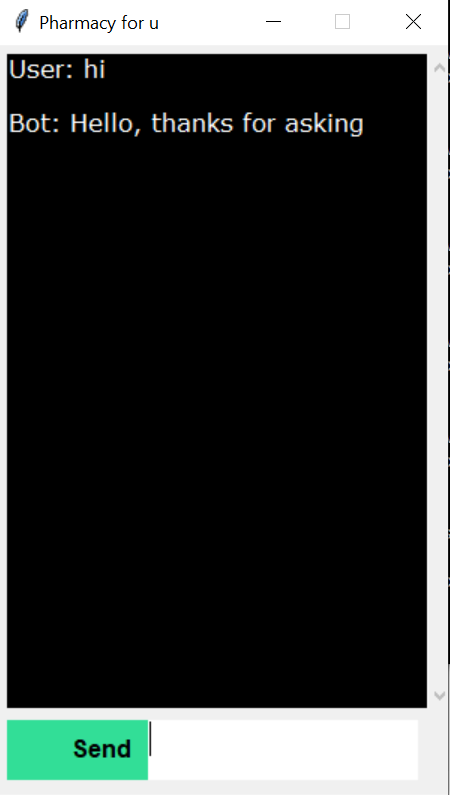 Pharmacy for u
User: hi
Bot: Hello, thanks for asking
Send